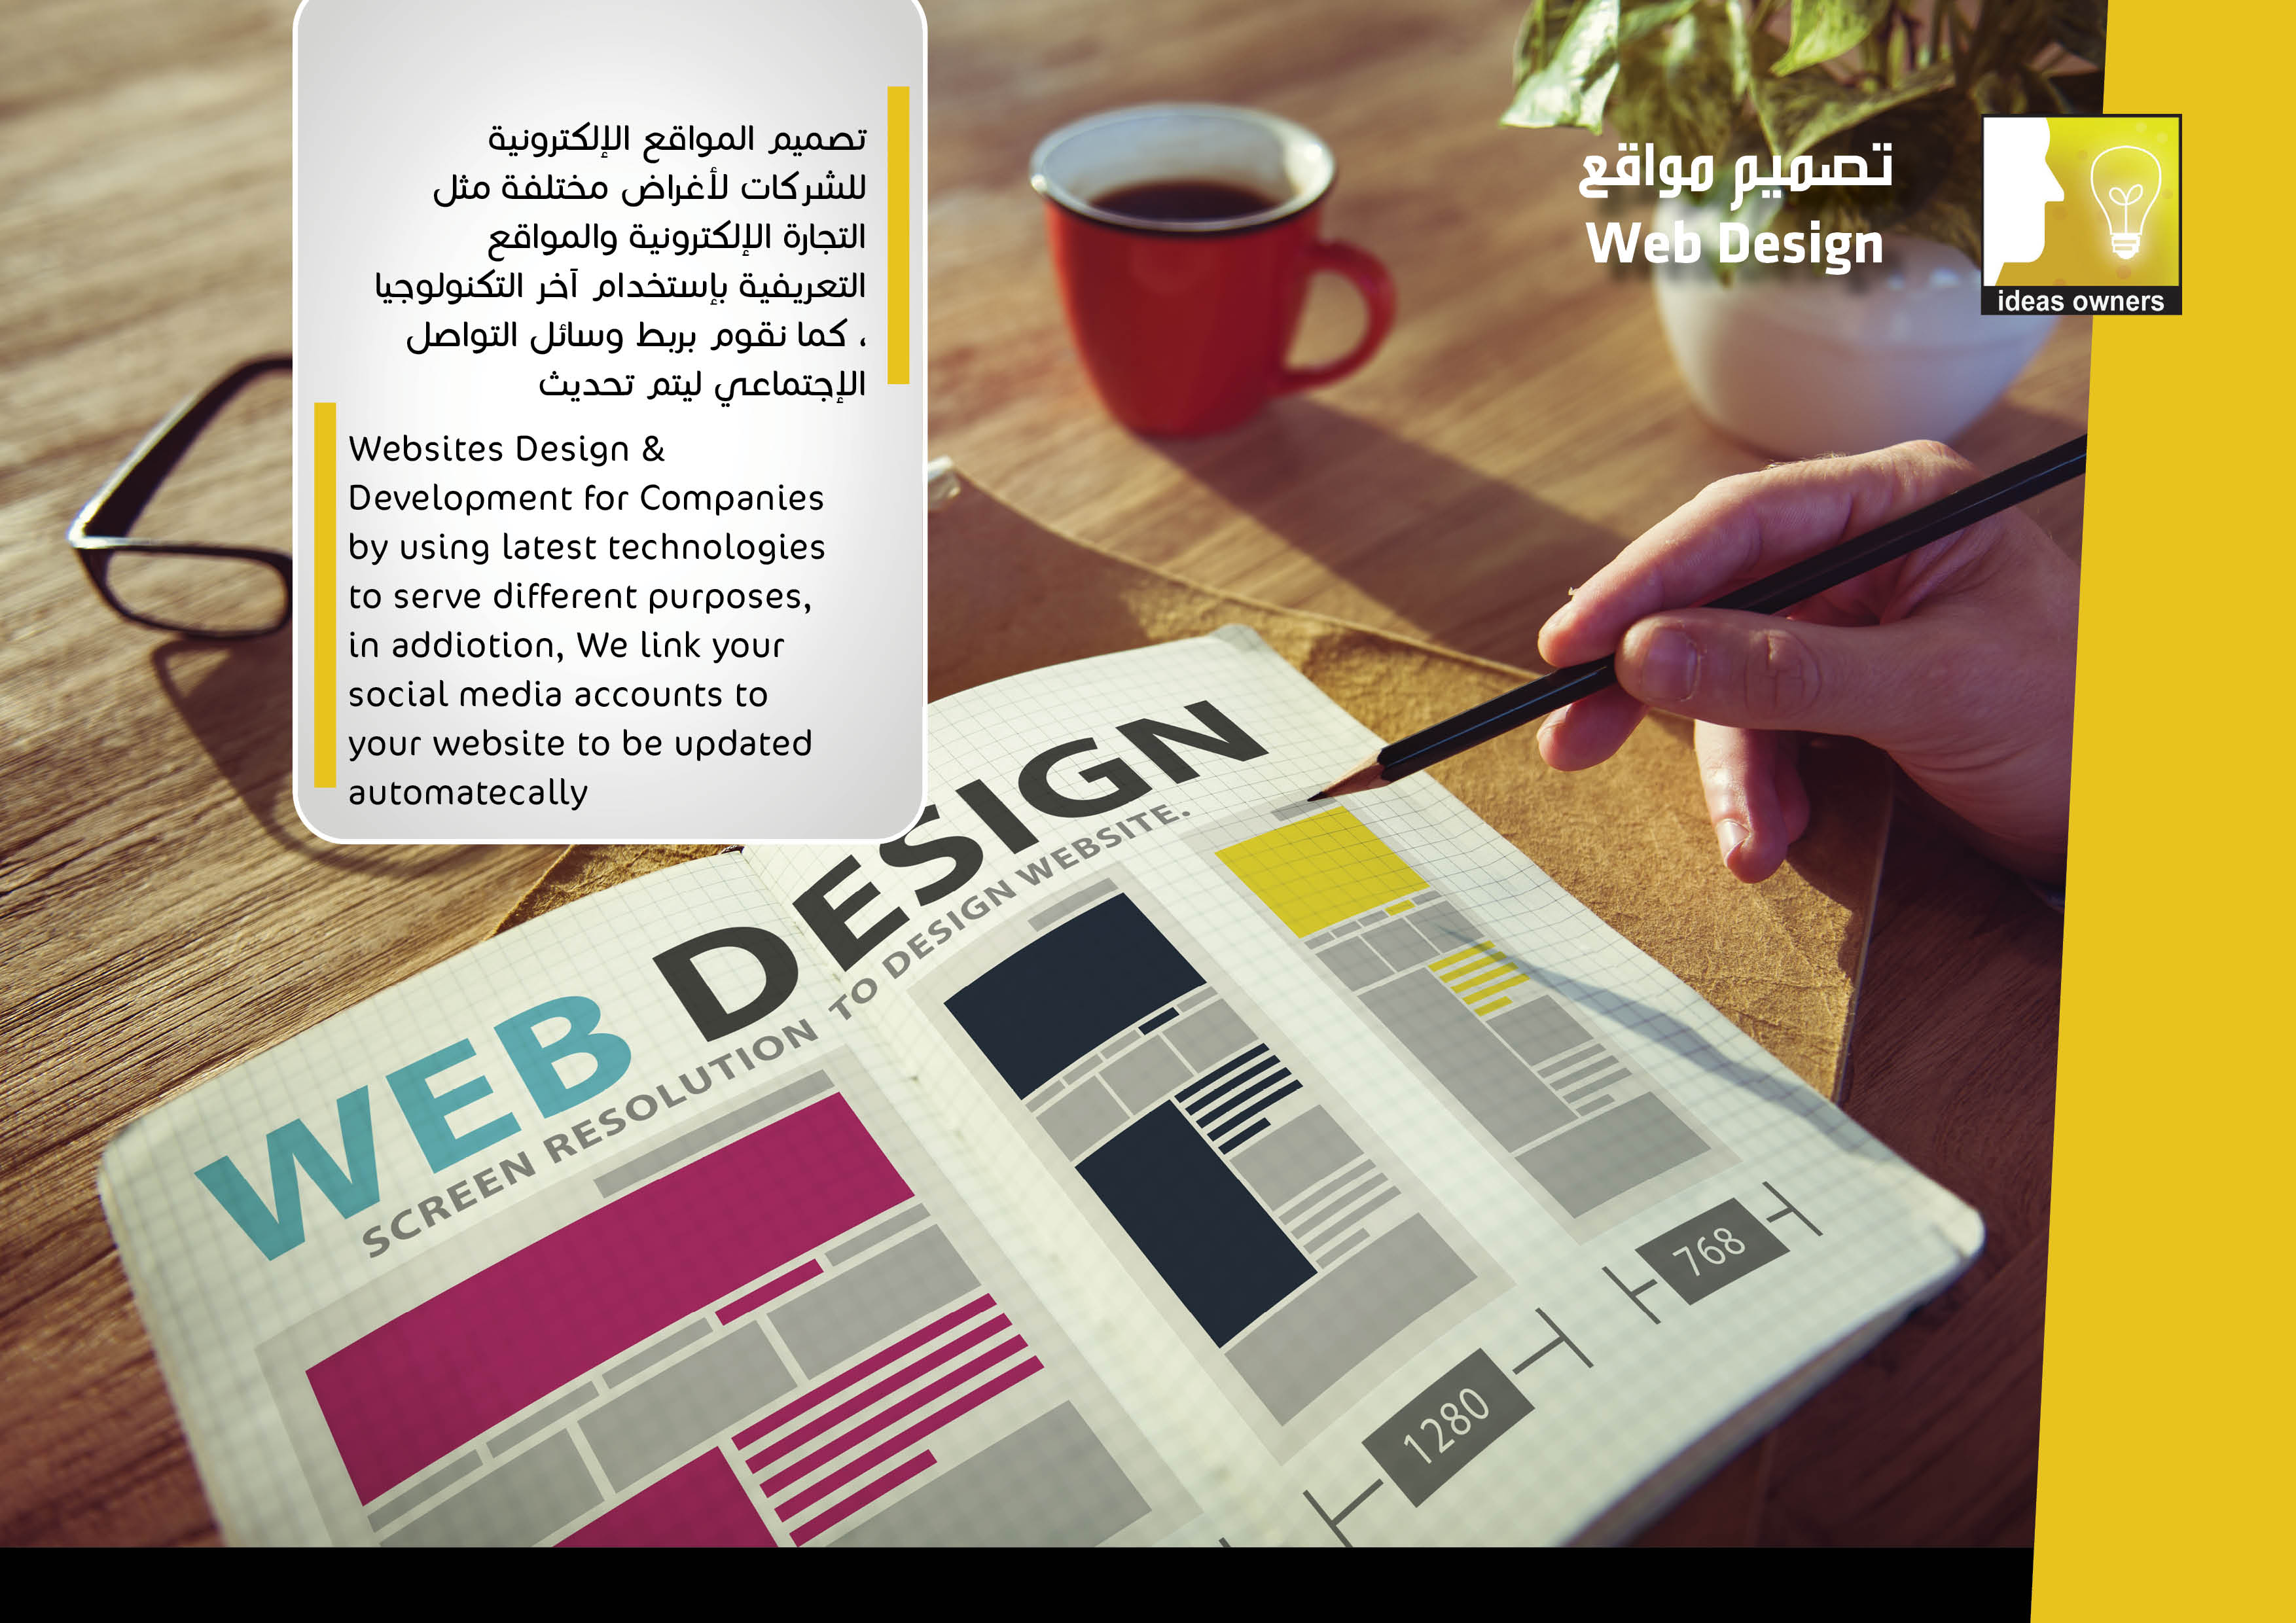 تصميم المواقع الإلكترونية
للشركات لأغراض مختلفة مثل
التجارة الإلكترونية والمواقع
التعريفية بإستخدام آخر التكنولوجيا
، كما نقوم بربط وسائل التواصل
الإجتماعي ليتم تحديث
Websites Design &
Development for Companies
by using latest technologies
to serve different purposes,
in addiotion, We link your
social media accounts to
your website to be updated
automatecally
تصميم مواقع
Web Design
ideas owners
WEB DESIGN
SCREEN RESOLUTION TO DESIGN WEBSITE.
768
1280